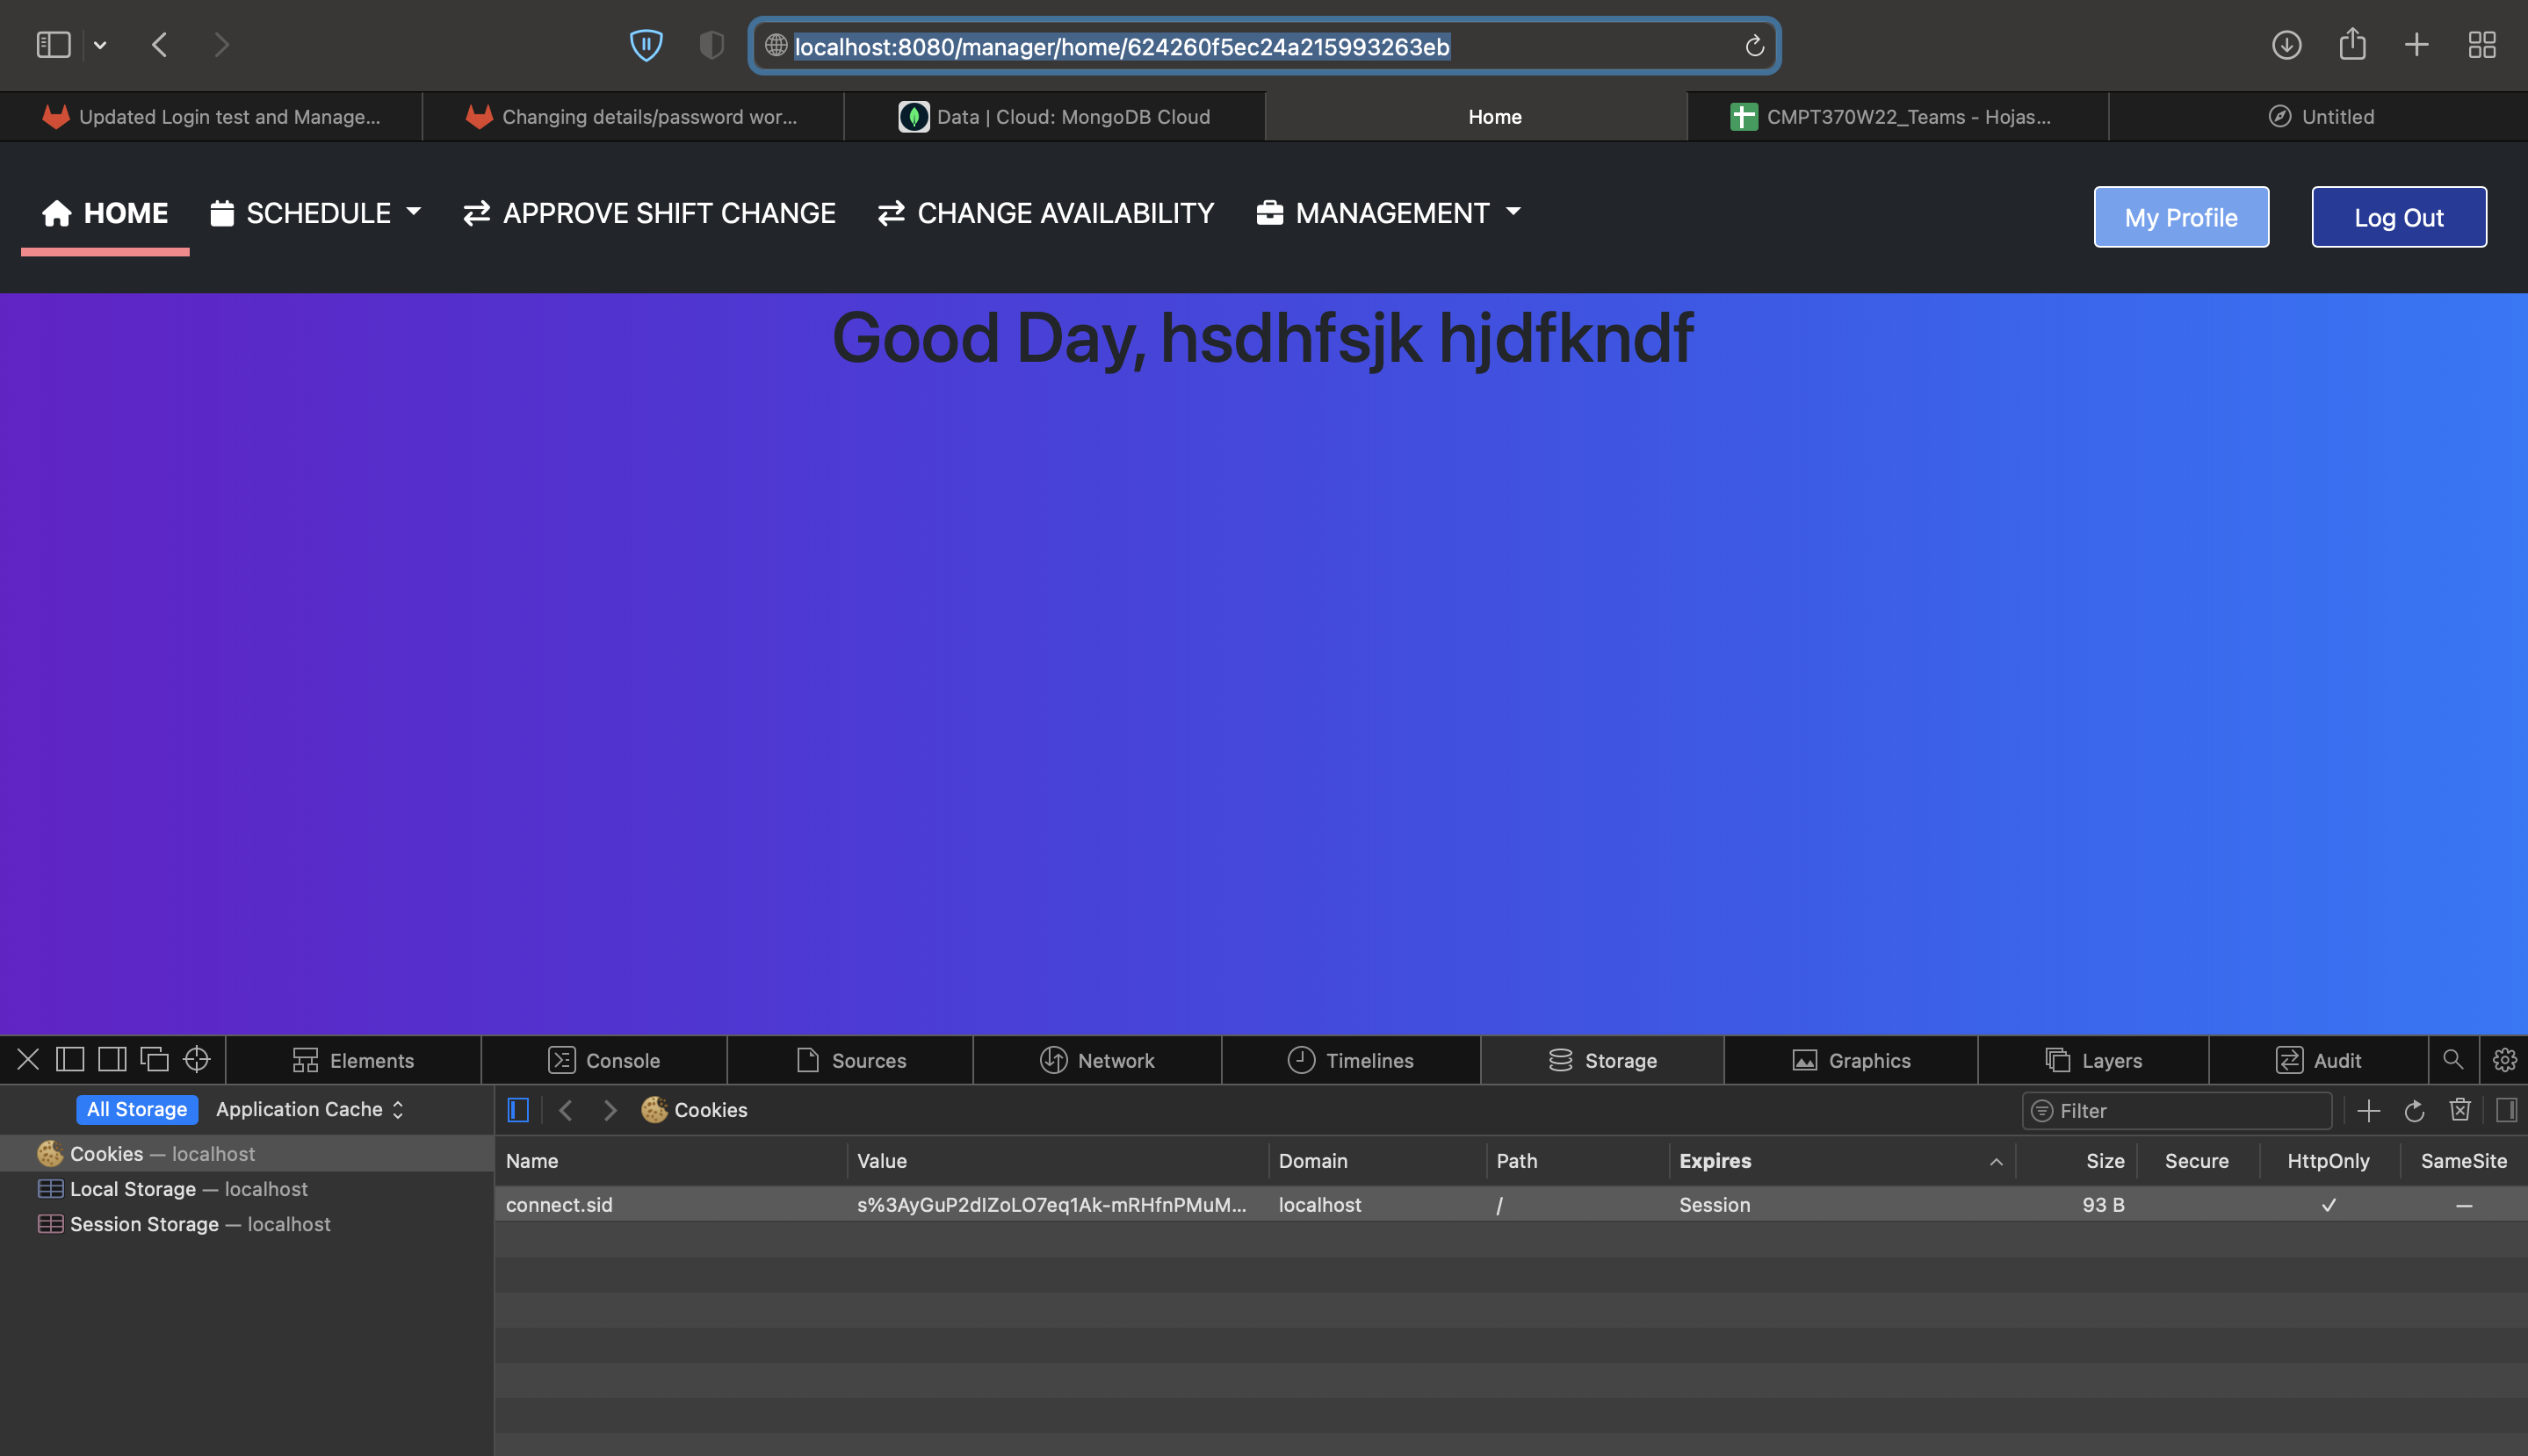 localhost:8080/manager/home/624260f5ec24a215993263eb
Updated Login test and Manage...
Changing details/password wor...
Data | Cloud: MongoDB Cloud
Home
CMPT370W22_Teams - Hojas...
Untitled
HOME
SCHEDULE
APPROVE SHIFT CHANGE
CHANGE AVAILABILITY
MANAGEMENT
My Profile
Log Out
Good Day, hsdhfsjk hjdfkndf
Elements
Console
Sources
Network
Timelines
Storage
Graphics
Layers
Audit
All Storage
Application Cache
Cookies
Filter
Cookies — localhost
Local Storage — localhost
Session Storage — localhost
Name
Value
Domain
Path
Expires
Size
Secure
HttpOnly
SameSite
connect.sid
s%3AyGuP2dIZoLO7eq1Ak-mRHfnPMuM...
localhost
/
Session
93 B
✓
—